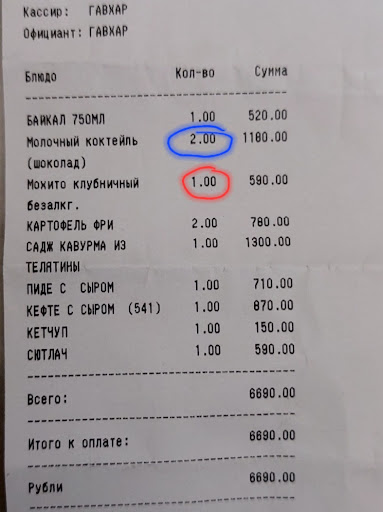 Кассир: ГАВХАР
Официант: ГАВХАР
Блюдо Кол-во Сумма
БАЙКАЛ 750МЛ 1.00 520.00
Молочный коктейль 2.00 1180.00
(шоколад)
Мохито клубничный 1.00 590.00
безалкг.
КАРТОФЕЛЬ ФРИ 2.00 780.00
САДЖ КАВУРМА ИЗ 1.00 1300.00
ТЕЛЯТИНЫ
ПИДЕ С СЫРОМ 1.00 710.00
КЕФТЕ С СЫРОМ (541) 1.00 870.00
КЕТЧУП 1.00 150.00
СЮТЛАЧ 1.00 590.00
Всего: 6690.00
Итого к оплате: 6690.00
Рубли 6690.00